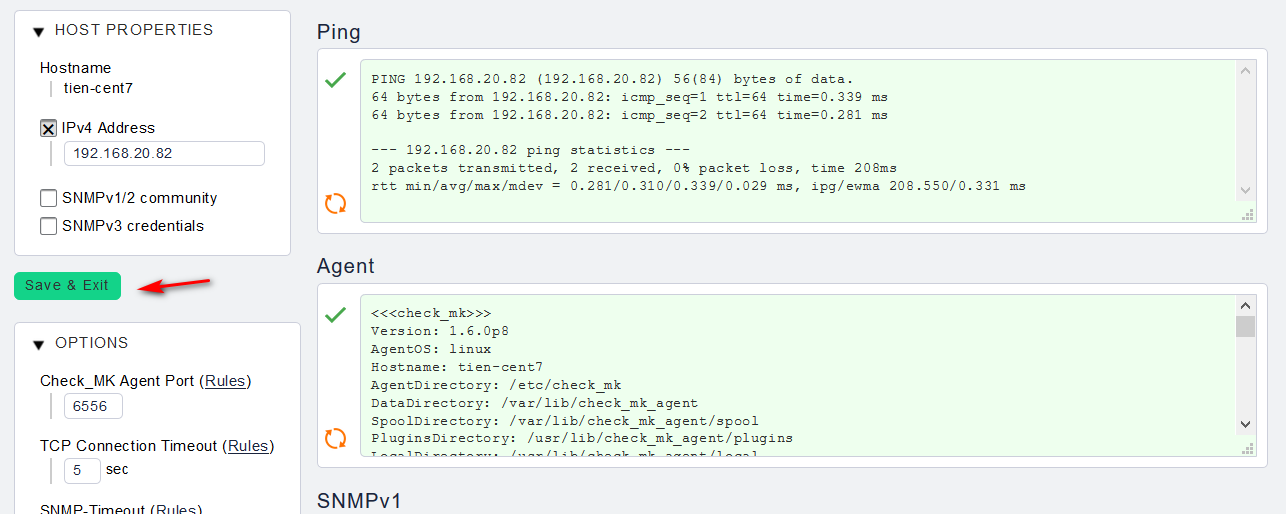 HOST PROPERTIES
Hostname
tien-cent7
IPv4 Address
192.168.20.82
SNMPv1/2 community
SNMPv3 credentials
Save & Exit
OPTIONS
Check_MK Agent Port (Rules)
6556
TCP Connection Timeout (Rules)
5 sec
SNMP-Timeout (Rules)
Ping
PING 192.168.20.82 (192.168.20.82) 56(84) bytes of data.
64 bytes from 192.168.20.82: icmp_seq=1 ttl=64 time=0.339 ms
64 bytes from 192.168.20.82: icmp_seq=2 ttl=64 time=0.281 ms
--- 192.168.20.82 ping statistics ---
2 packets transmitted, 2 received, 0% packet loss, time 208ms
rtt min/avg/max/mdev = 0.281/0.310/0.339/0.029 ms, ipg/ewma 208.550/0.331 ms
Agent
<<<check_mk>>>
Version: 1.6.0p8
AgentOS: linux
Hostname: tien-cent7
AgentDirectory: /etc/check_mk
DataDirectory: /var/lib/check_mk_agent
SpoolDirectory: /var/lib/check_mk_agent/spool
PluginsDirectory: /usr/lib/check_mk_agent/plugins
LocalDirectory: /usr/lib/check_mk_agent/local
SNMPv1